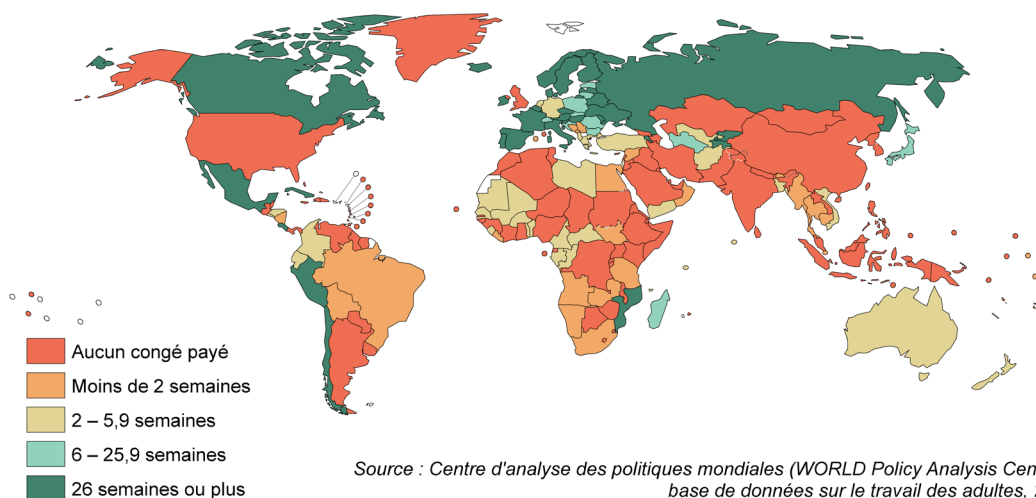 Aucun congé payé
Moins de 2 semaines
2 – 5,9 semaines
6 – 25,9 semaines
26 semaines ou plus
Source : Centre d'analyse des politiques mondiales (WORLD Policy Analysis Cen
base de données sur le travail des adultes,